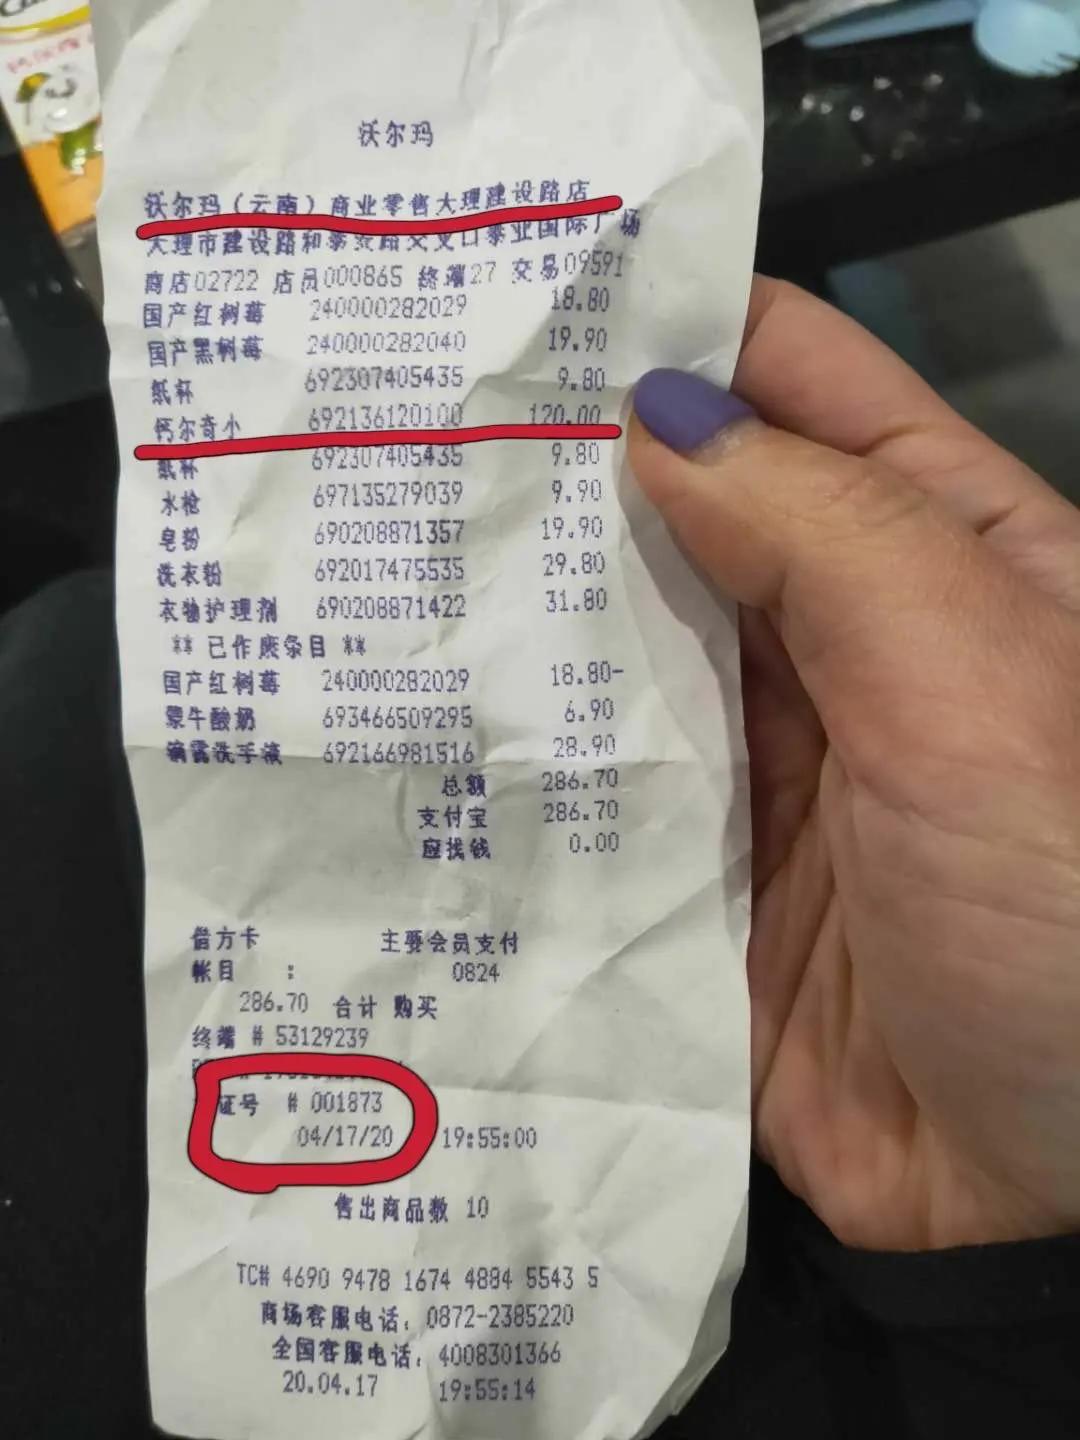 沃尔玛
沃尔玛（云南）商业零售大理建设路店
大理市建设路和泰兴路交叉口泰业国际广场
商店02722 店员000865 终端27 交易09591
国产红树莓 240000282029 18.80
国产黑树莓 240000282040 19.90
纸杯 692307405435 9.80
钙尔奇小 692136120100 120.00
纸杯 692307405435 9.80
水枪 697135279039 9.90
皂粉 690208871357 19.90
洗衣粉 692017475535 29.80
衣物护理剂 690208871422 31.80
** 已作废条目 **
国产红树莓 240000282029 18.80-
蒙牛酸奶 693466509295 6.90
滴露洗手液 692166981516 28.90
总额 286.70
支付宝 286.70
应找钱 0.00
借方卡 主要会员支付
帐目 : 0824
286.70 合计 购买
终端 # 53129239
证号 # 001873
04/17/20 19:55:00
售出商品数 10
TC# 4690 9478 1674 4884 5543 5
商场客服电话：0872-2385220
全国客服电话：4008301366
20.04.17 19:55:14